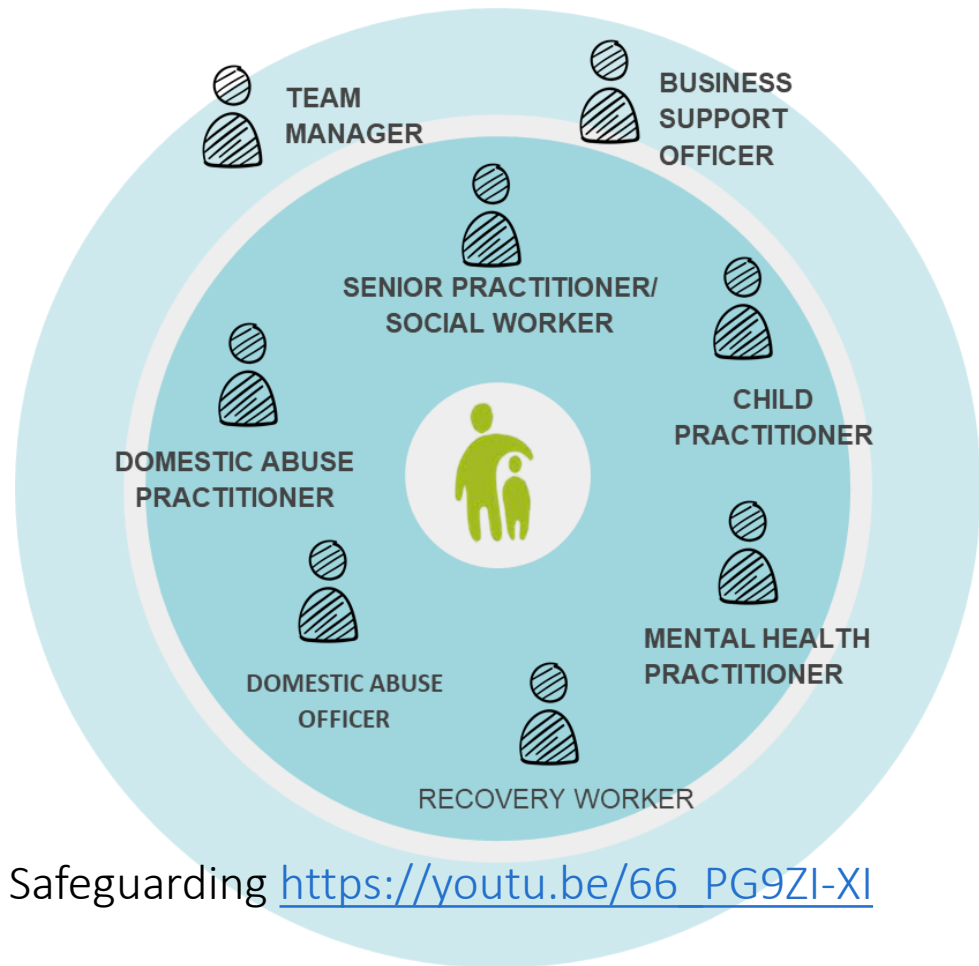 TEAM
MANAGER
BUSINESS
SUPPORT
OFFICER
SENIOR PRACTITIONER/
SOCIAL WORKER
CHILD
PRACTITIONER
DOMESTIC ABUSE
PRACTITIONER
MENTAL HEALTH
PRACTITIONER
DOMESTIC ABUSE
OFFICER
RECOVERY WORKER
Safeguarding https://youtu.be/66_PG9ZI-XI